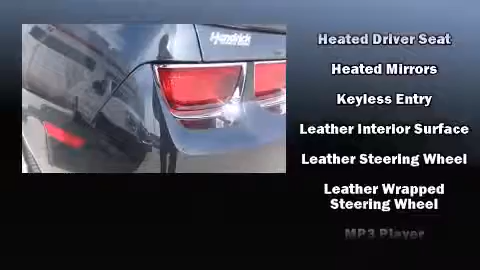 Hendrick
Heated Driver Seat
Heated Mirrors
Keyless Entry
Leather Interior Surface
Leather Steering Wheel
Leather Wrapped
Steering Wheel
MP3 Player